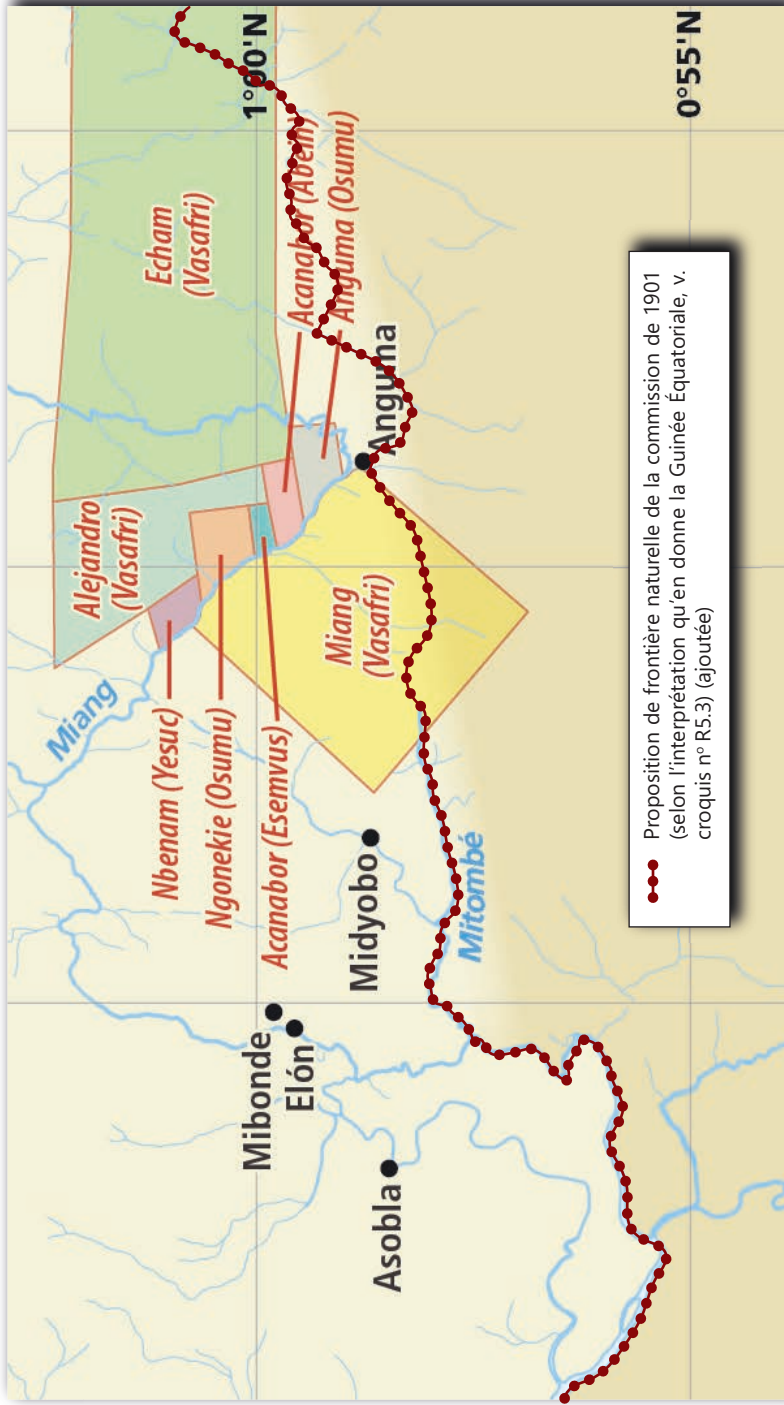 1°00'N
0°55'N
Echam
(Vasafri)
Acanabor (Abein)
Anguma (Osumu)
Anguma
Alejandro
(Vasafri)
Miang
(Vasafri)
Miang
Nbenam (Yesuc)
Ngonekie (Osumu)
Acanabor (Esemvus)
Midyobo
Mitombé
Mibonde
Elón
Asobla
Proposition de frontière naturelle de la commission de 1901
(selon l'interprétation qu'en donne la Guinée Équatoriale, v.
croquis nº R5.3) (ajoutée)